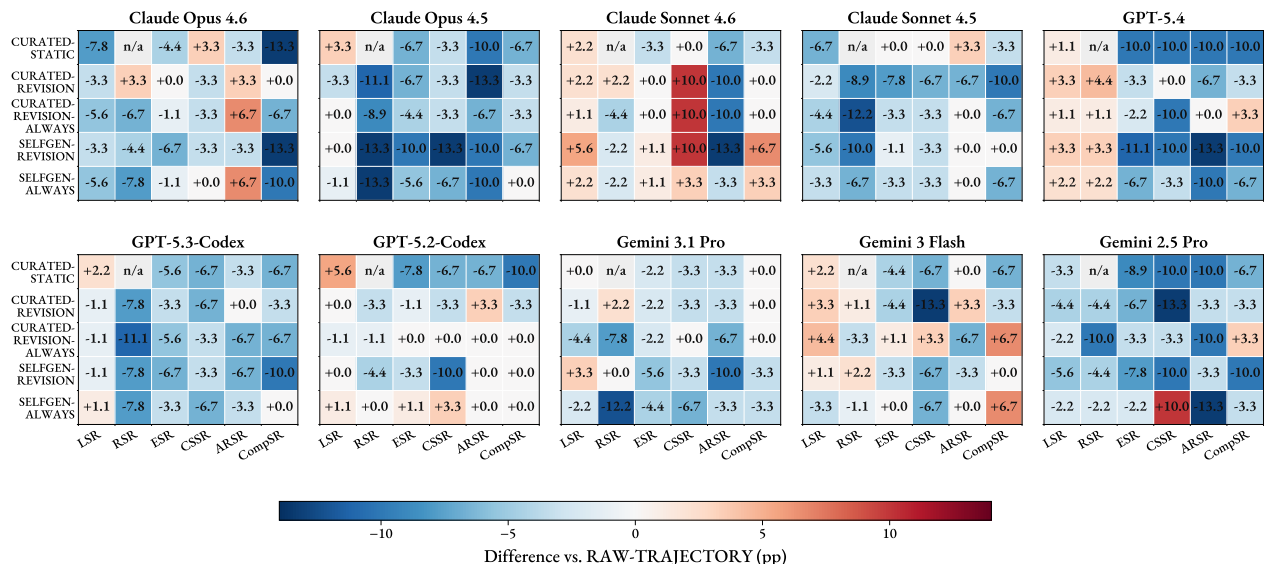 Claude Opus 4.6
Claude Opus 4.5
Claude Sonnet 4.6
Claude Sonnet 4.5
GPT-5.4
CURATED-
STATIC
-7.8 n/a -4.4 +3.3 -3.3 -13.3
+3.3 n/a -6.7 -3.3 -10.0 -6.7
+2.2 n/a -3.3 +0.0 -6.7 -3.3
-6.7 n/a +0.0 +0.0 +3.3 -3.3
+1.1 n/a -10.0 -10.0 -10.0 -10.0
CURATED-
REVISION
-3.3 +3.3 +0.0 -3.3 +3.3 +0.0
-3.3 -11.1 -6.7 -3.3 -13.3 -3.3
+2.2 +2.2 +0.0 +10.0 -10.0 +0.0
-2.2 -8.9 -7.8 -6.7 -6.7 -10.0
+3.3 +4.4 -3.3 +0.0 -6.7 -3.3
CURATED-
REVISION-
ALWAYS
-5.6 -6.7 -1.1 -3.3 +6.7 -6.7
+0.0 -8.9 -4.4 -3.3 -6.7 -3.3
+1.1 -4.4 +0.0 +10.0 -10.0 +0.0
-4.4 -12.2 -3.3 -3.3 +0.0 -6.7
+1.1 +1.1 -2.2 -10.0 +0.0 +3.3
SELFGEN-
REVISION
-3.3 -4.4 -6.7 -3.3 -3.3 -13.3
+0.0 -13.3 -10.0 -13.3 -10.0 -6.7
+5.6 -2.2 +1.1 +10.0 -13.3 +6.7
-5.6 -10.0 -1.1 -3.3 +0.0 +0.0
+3.3 +3.3 -11.1 -10.0 -13.3 -10.0
SELFGEN-
ALWAYS
-5.6 -7.8 -1.1 +0.0 +6.7 -10.0
-1.1 -13.3 -5.6 -6.7 -10.0 +0.0
+2.2 -2.2 +1.1 +3.3 -3.3 +3.3
-3.3 -6.7 -3.3 -3.3 +0.0 -6.7
+2.2 +2.2 -6.7 -3.3 -10.0 -6.7
GPT-5.3-Codex
GPT-5.2-Codex
Gemini 3.1 Pro
Gemini 3 Flash
Gemini 2.5 Pro
CURATED-
STATIC
+2.2 n/a -5.6 -6.7 -3.3 -6.7
+5.6 n/a -7.8 -6.7 -6.7 -10.0
+0.0 n/a -2.2 -3.3 -3.3 +0.0
+2.2 n/a -4.4 -6.7 +0.0 -6.7
-3.3 n/a -8.9 -10.0 -10.0 -6.7
CURATED-
REVISION
-1.1 -7.8 -3.3 -6.7 +0.0 -3.3
+0.0 -3.3 -1.1 -3.3 +3.3 -3.3
-1.1 +2.2 -2.2 -3.3 -3.3 +0.0
+3.3 +1.1 -4.4 -13.3 +3.3 -3.3
-4.4 -4.4 -6.7 -13.3 -3.3 -3.3
CURATED-
REVISION-
ALWAYS
-1.1 -11.1 -5.6 -3.3 -6.7 -6.7
-1.1 -1.1 +0.0 +0.0 +0.0 +0.0
-4.4 -7.8 -2.2 +0.0 -6.7 +0.0
+4.4 -3.3 +1.1 +3.3 -6.7 +6.7
-2.2 -10.0 -3.3 -3.3 -10.0 +3.3
SELFGEN-
REVISION
-1.1 -7.8 -6.7 -3.3 -6.7 -10.0
+0.0 -4.4 -3.3 -10.0 +0.0 +0.0
+3.3 +0.0 -5.6 -3.3 -10.0 -3.3
+1.1 +2.2 -3.3 -6.7 -3.3 +0.0
-5.6 -4.4 -7.8 -10.0 -3.3 -10.0
SELFGEN-
ALWAYS
+1.1 -7.8 -3.3 -6.7 -3.3 +0.0
+1.1 +0.0 +1.1 +3.3 +0.0 +0.0
-2.2 -12.2 -4.4 -6.7 -3.3 -3.3
-3.3 -1.1 +0.0 -6.7 +0.0 +6.7
-2.2 -2.2 -2.2 +10.0 -13.3 -3.3
LSR RSR ESR CSSR ARSR CompSR
LSR RSR ESR CSSR ARSR CompSR
LSR RSR ESR CSSR ARSR CompSR
LSR RSR ESR CSSR ARSR CompSR
LSR RSR ESR CSSR ARSR CompSR
−10 −5 0 5 10
Difference vs. RAW-TRAJECTORY (pp)